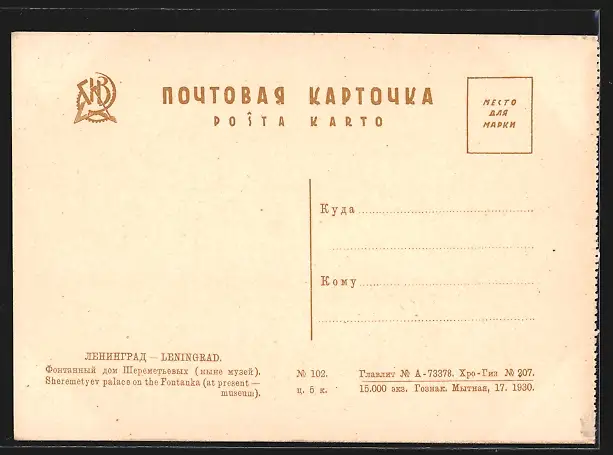 ПОЧТОВАЯ КАРТОЧКА
POŜTA KARTO
МЕСТО
ДЛЯ
МАРКИ
Куда
Кому
ЛЕНИНГРАД — LENINGRAD.
Фонтанный дом Шереметьевых (ныне музей).
Sheremetyev palace on the Fontanka (at present —
museum).
№ 102.
ц. 5 к.
Главлит № А-73378. Хро-Гиз № 207.
15.000 экз. Гознак. Мытная, 17. 1930.